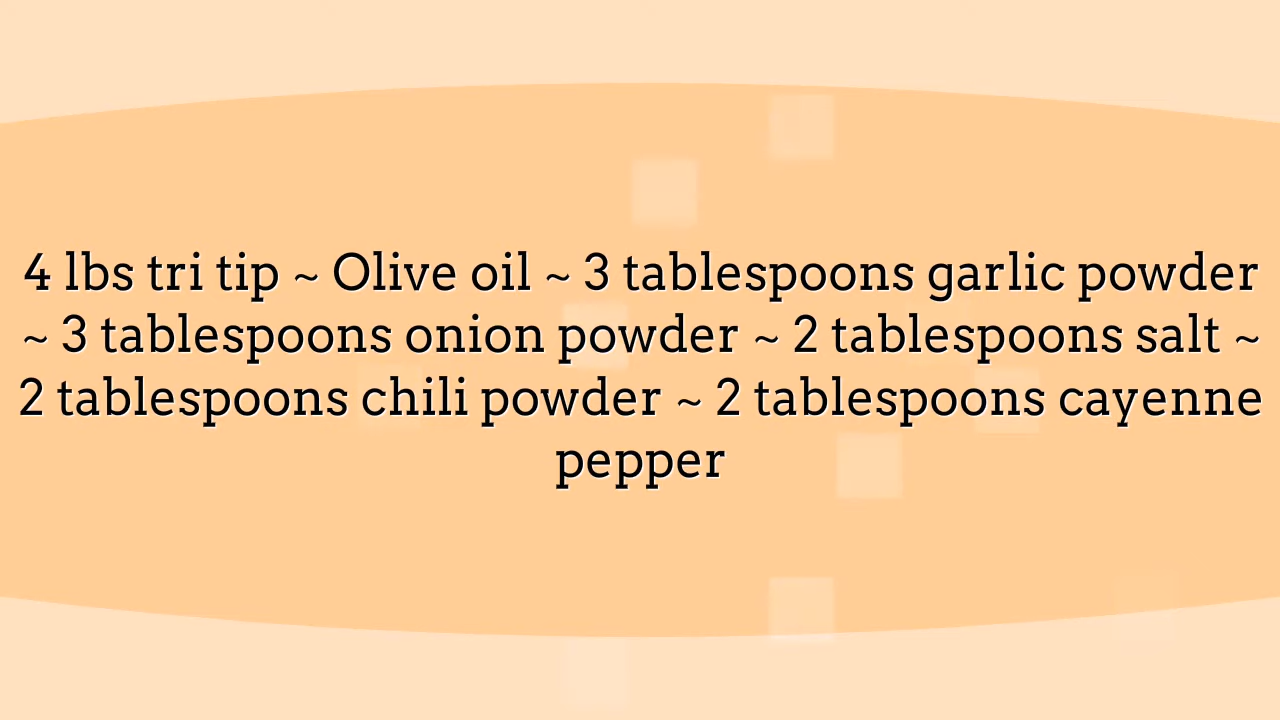 4 lbs tri tip ~ Olive oil ~ 3 tablespoons garlic powder
~ 3 tablespoons onion powder ~ 2 tablespoons salt ~
2 tablespoons chili powder ~ 2 tablespoons cayenne
pepper